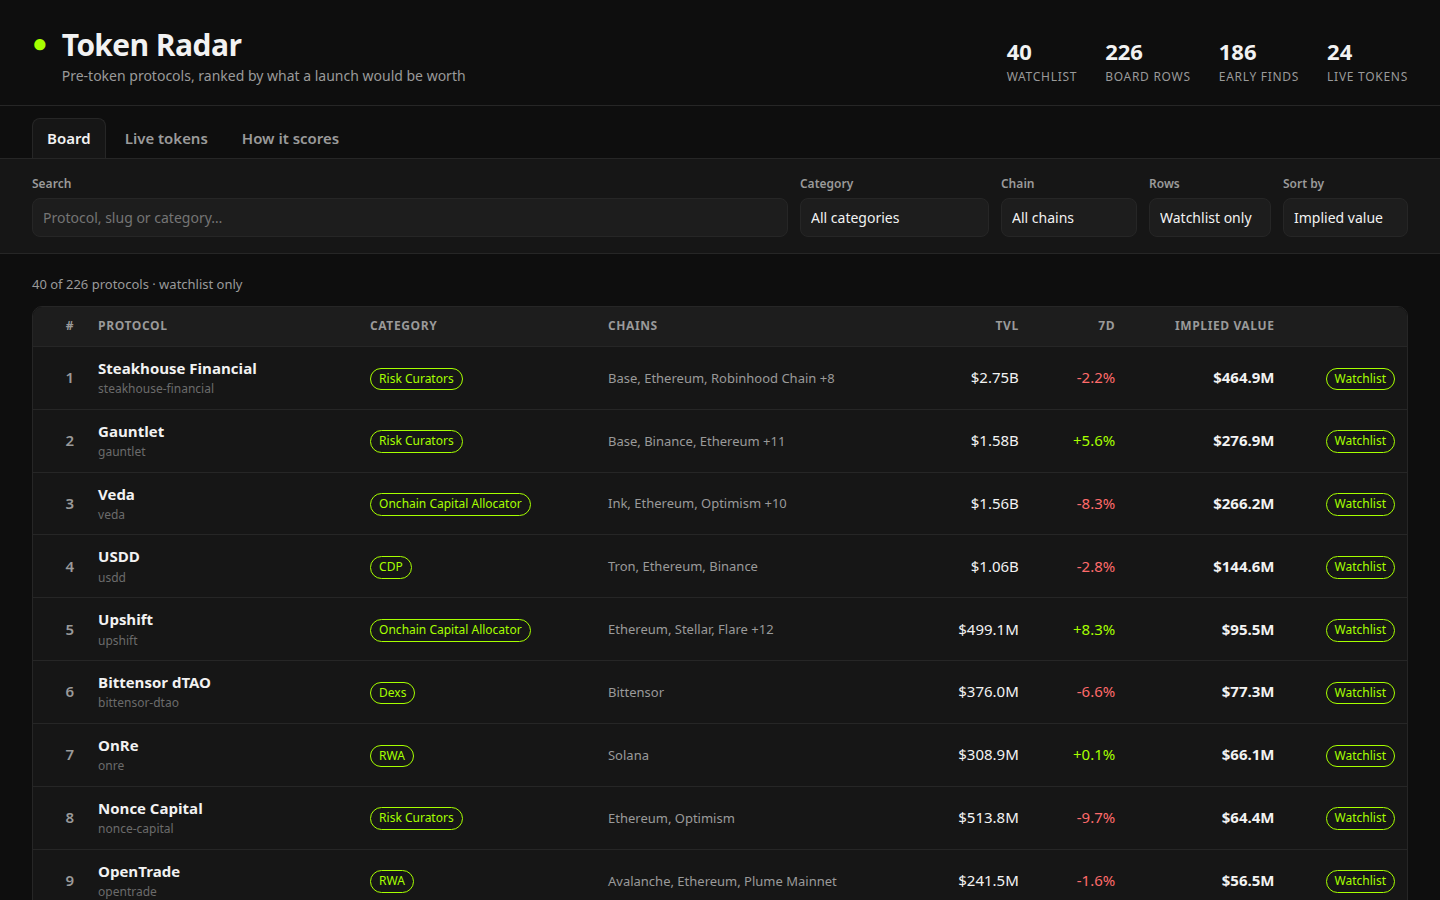 Token Radar
Pre-token protocols, ranked by what a launch would be worth
40 226 186 24
WATCHLIST BOARD ROWS EARLY FINDS LIVE TOKENS
Board Live tokens How it scores
Search Category Chain Rows Sort by
Protocol, slug or category... All categories All chains Watchlist only Implied value
40 of 226 protocols · watchlist only
# PROTOCOL CATEGORY CHAINS TVL 7D IMPLIED VALUE
1 Steakhouse Financial Risk Curators Base, Ethereum, Robinhood Chain +8 $2.75B -2.2% $464.9M Watchlist
steakhouse-financial
2 Gauntlet Risk Curators Base, Binance, Ethereum +11 $1.58B +5.6% $276.9M Watchlist
gauntlet
3 Veda Onchain Capital Allocator Ink, Ethereum, Optimism +10 $1.56B -8.3% $266.2M Watchlist
veda
4 USDD CDP Tron, Ethereum, Binance $1.06B -2.8% $144.6M Watchlist
usdd
5 Upshift Onchain Capital Allocator Ethereum, Stellar, Flare +12 $499.1M +8.3% $95.5M Watchlist
upshift
6 Bittensor dTAO Dexs Bittensor $376.0M -6.6% $77.3M Watchlist
bittensor-dtao
7 OnRe RWA Solana $308.9M +0.1% $66.1M Watchlist
onre
8 Nonce Capital Risk Curators Ethereum, Optimism $513.8M -9.7% $64.4M Watchlist
nonce-capital
9 OpenTrade RWA Avalanche, Ethereum, Plume Mainnet $241.5M -1.6% $56.5M Watchlist
opentrade